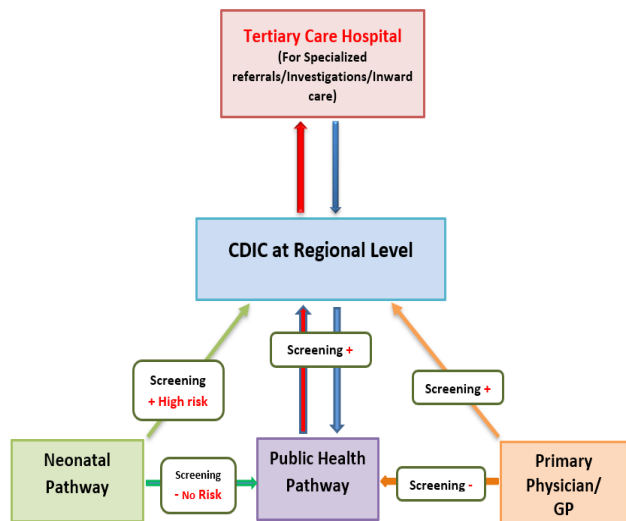 Tertiary Care Hospital
(For Specialized
referrals/Investigations/Inward
care)
CDIC at Regional Level
Screening +
Screening
+ High risk
Screening +
Neonatal
Pathway
Screening
- No Risk
Public Health
Pathway
Screening -
Primary
Physician/
GP